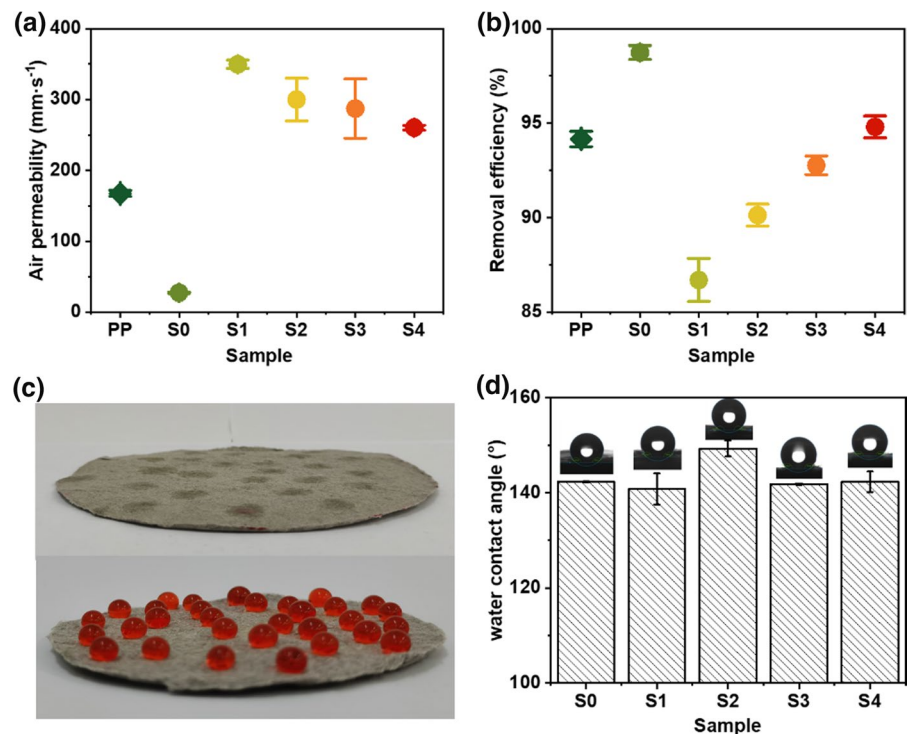 (a)
400
300
200
100
0
Air permeability (mm·s⁻¹)
PP S0 S1 S2 S3 S4
Sample
(b)
100
95
90
85
Removal efficiency (%)
PP S0 S1 S2 S3 S4
Sample
(c)
(d)
160
140
120
100
water contact angle (°)
S0 S1 S2 S3 S4
Sample